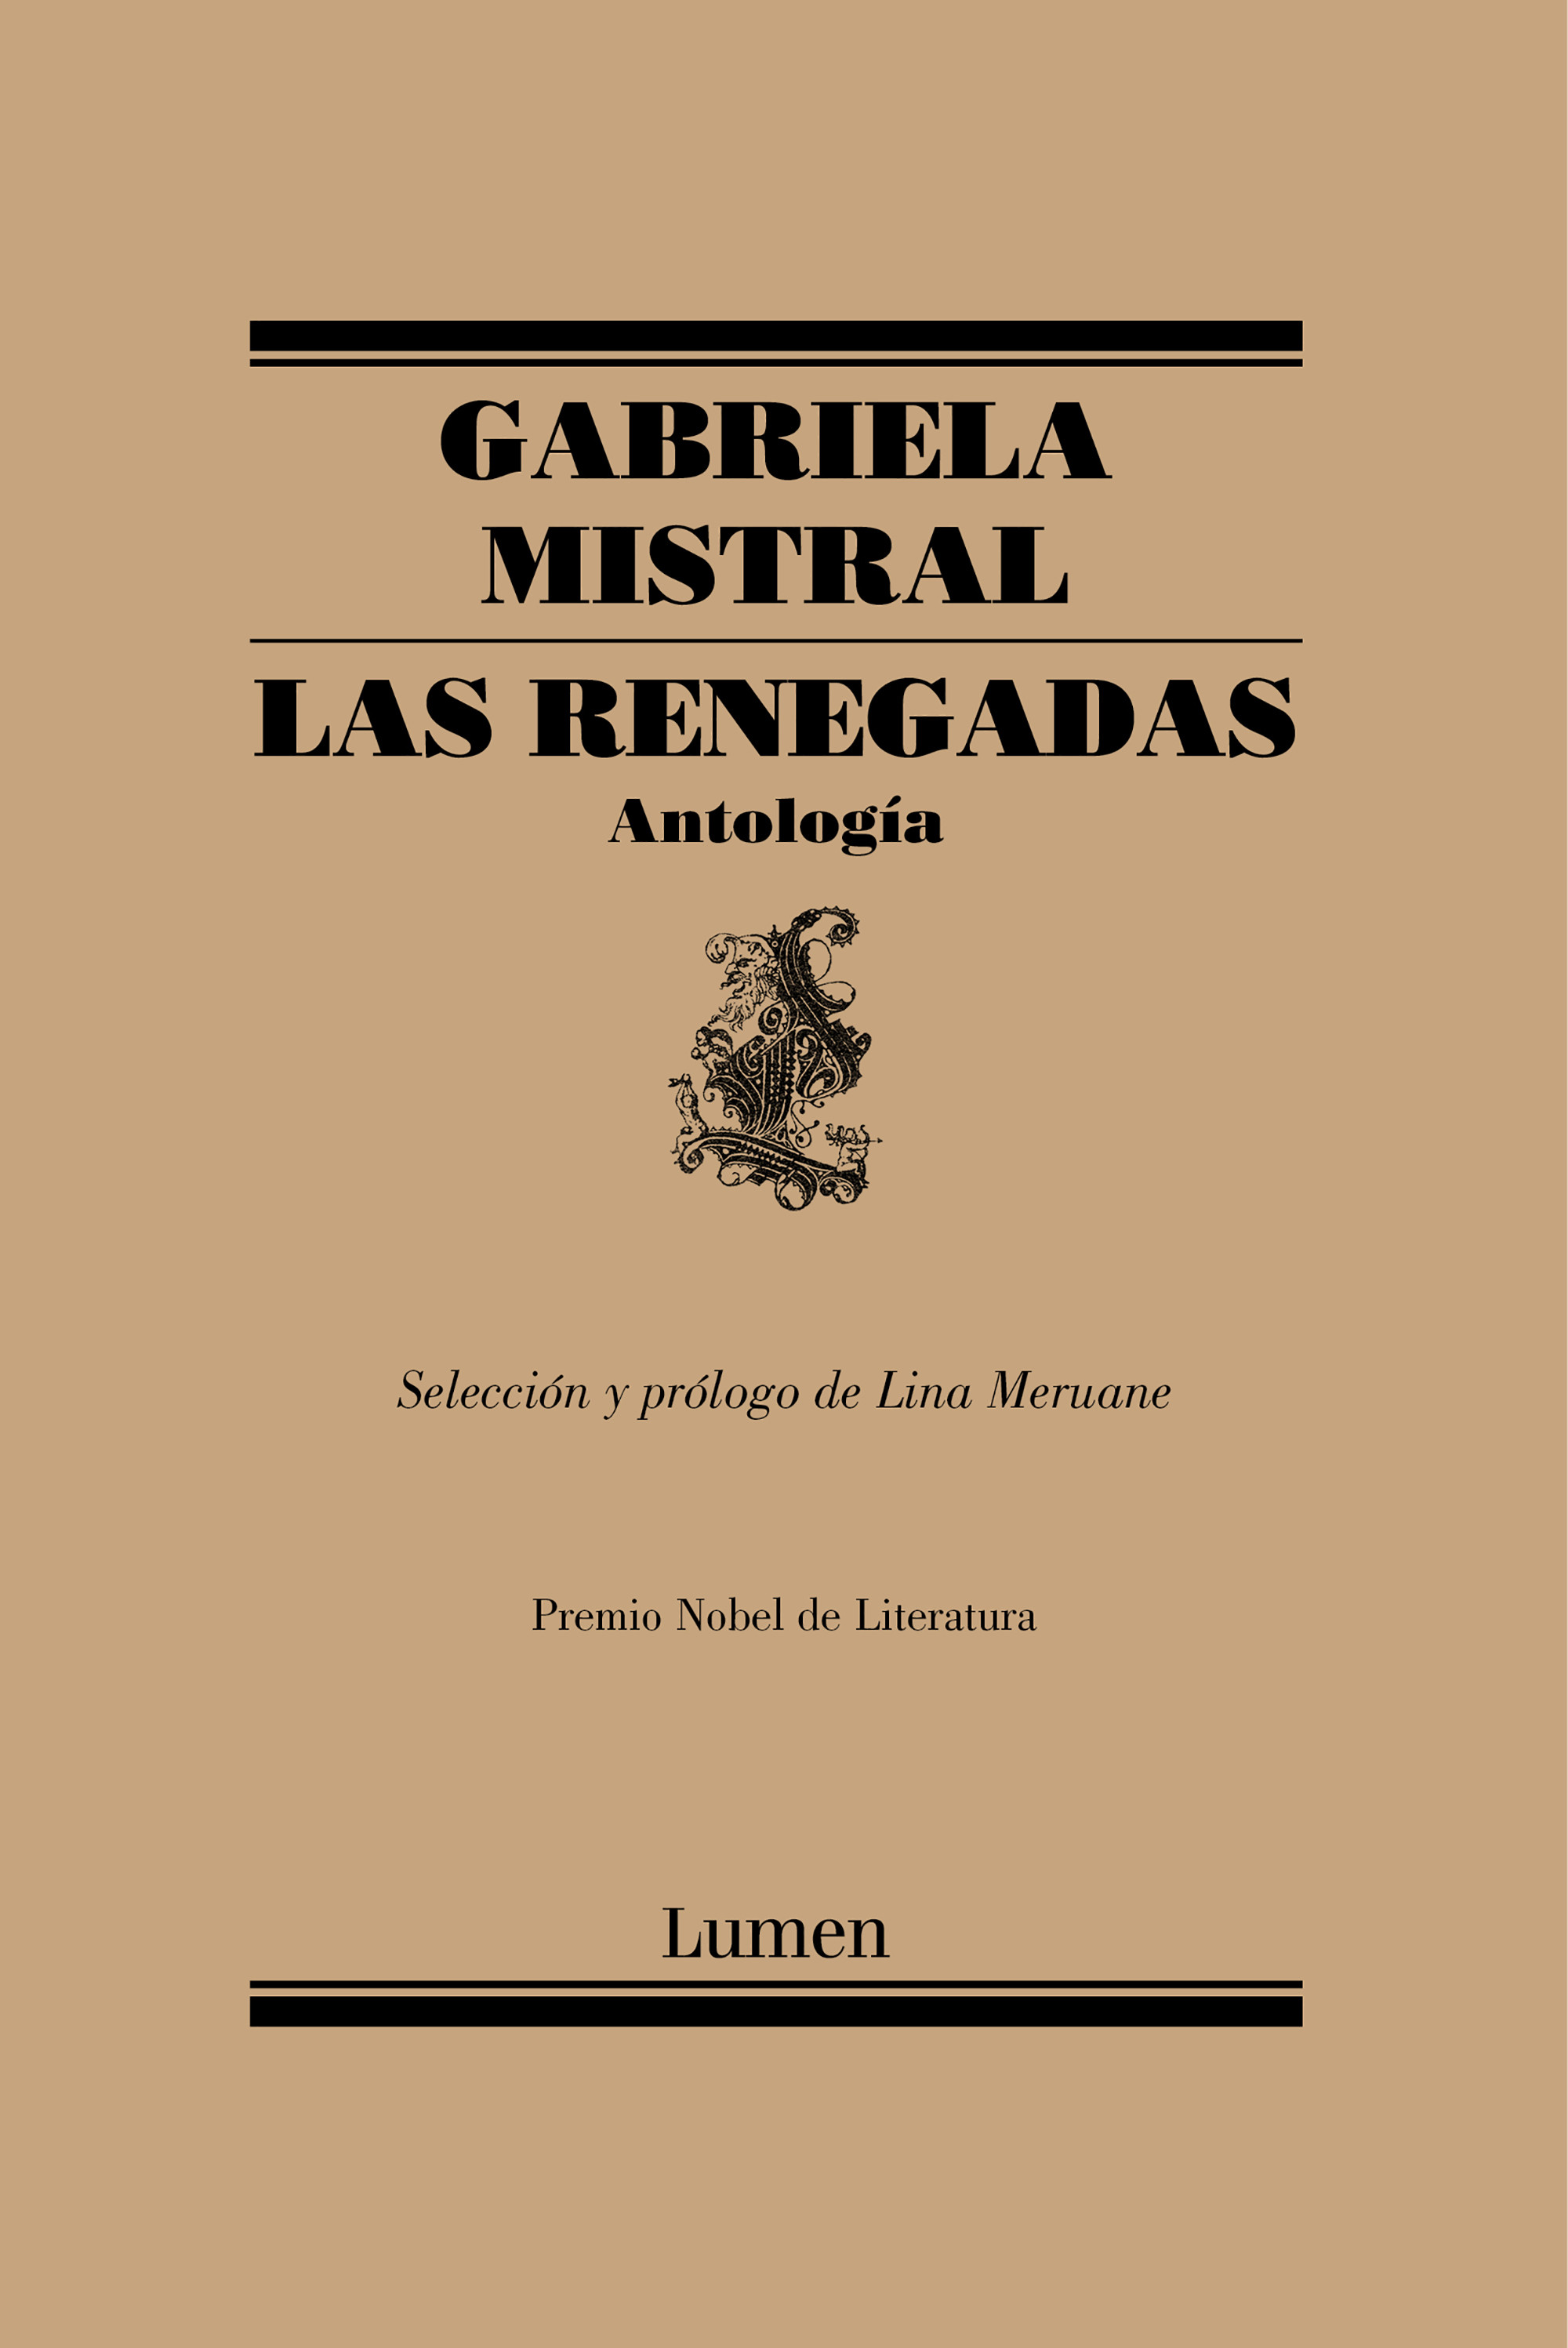 GABRIELA
MISTRAL
LAS RENEGADAS
Antología
Selección y prólogo de Lina Meruane
Premio Nobel de Literatura
Lumen